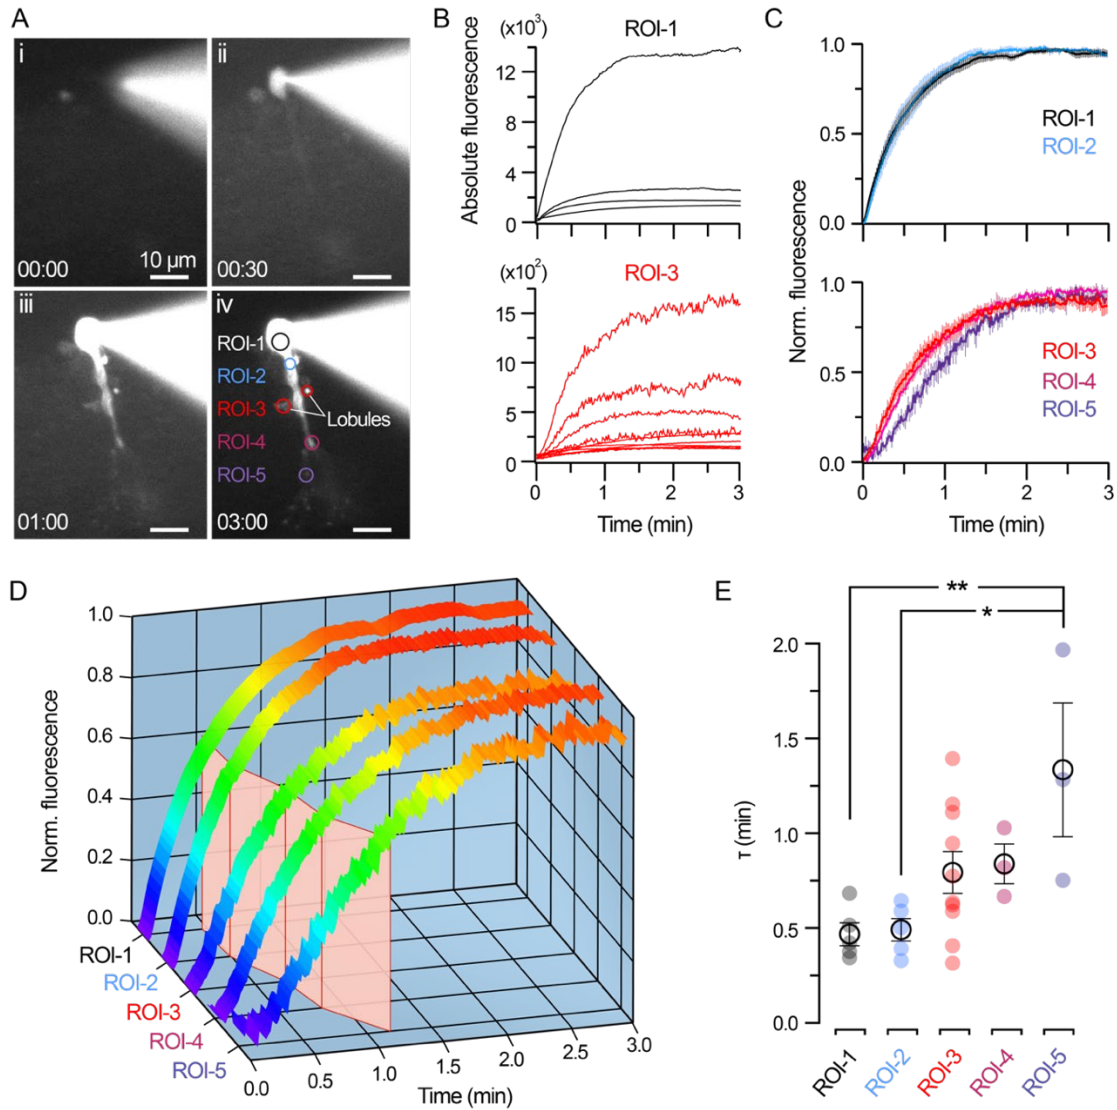 A
i
00:00
10 µm
ii
00:30
iii
01:00
iv
ROI-1
ROI-2
ROI-3
Lobules
ROI-4
ROI-5
03:00
B
(x10³)
ROI-1
Absolute fluorescence
12
8
4
0
(x10²)
ROI-3
15
10
5
0
0
1
2
3
Time (min)
C
1.0
0.5
0.0
ROI-1
ROI-2
Norm. fluorescence
1.0
0.5
0.0
ROI-3
ROI-4
ROI-5
0
1
2
3
Time (min)
D
Norm. fluorescence
1.0
0.8
0.6
0.4
0.2
0.0
ROI-1
ROI-2
ROI-3
ROI-4
ROI-5
0.0
0.5
1.0
1.5
2.0
2.5
3.0
Time (min)
E
**
*
τ (min)
2.0
1.5
1.0
0.5
0.0
ROI-1
ROI-2
ROI-3
ROI-4
ROI-5